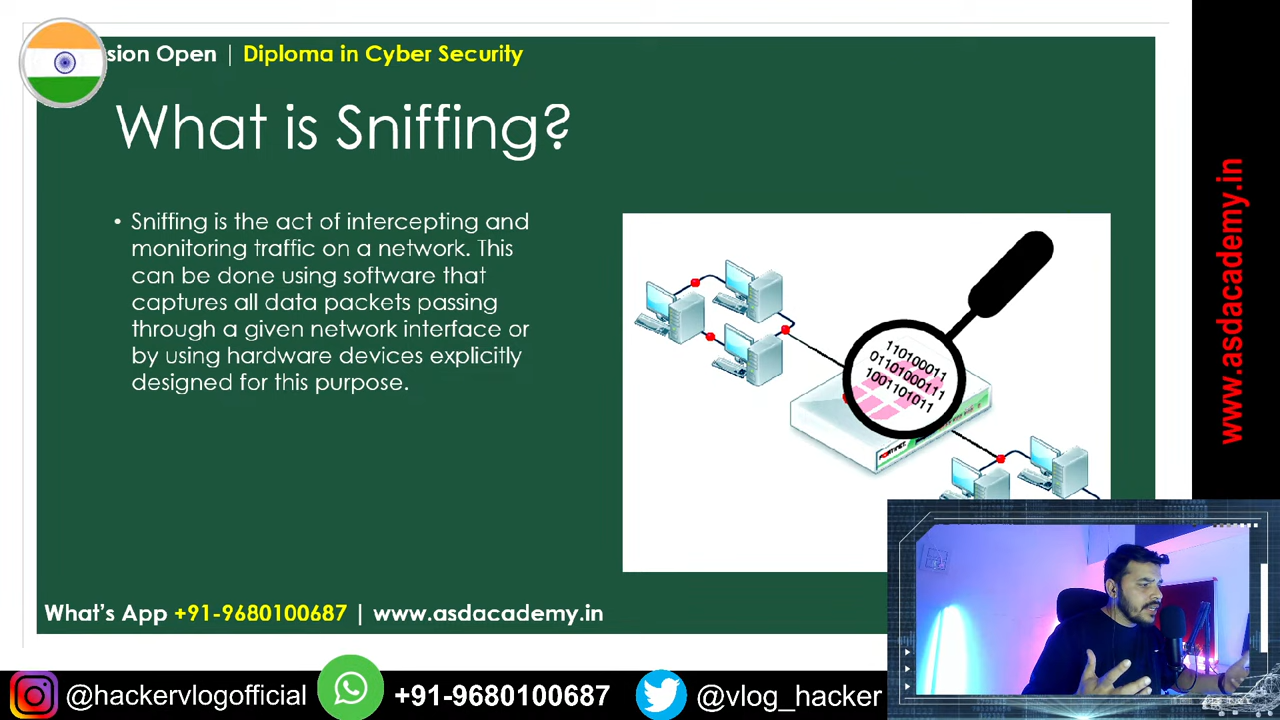 sion Open | Diploma in Cyber Security
What is Sniffing?
• Sniffing is the act of intercepting and
monitoring traffic on a network. This
can be done using software that
captures all data packets passing
through a given network interface or
by using hardware devices explicitly
designed for this purpose.
110100011
01101000111
1001101011
FORTINET
What's App +91-9680100687 | www.asdacademy.in
www.asdacademy.in
@hackervlogofficial
+91-9680100687
@vlog_hacker